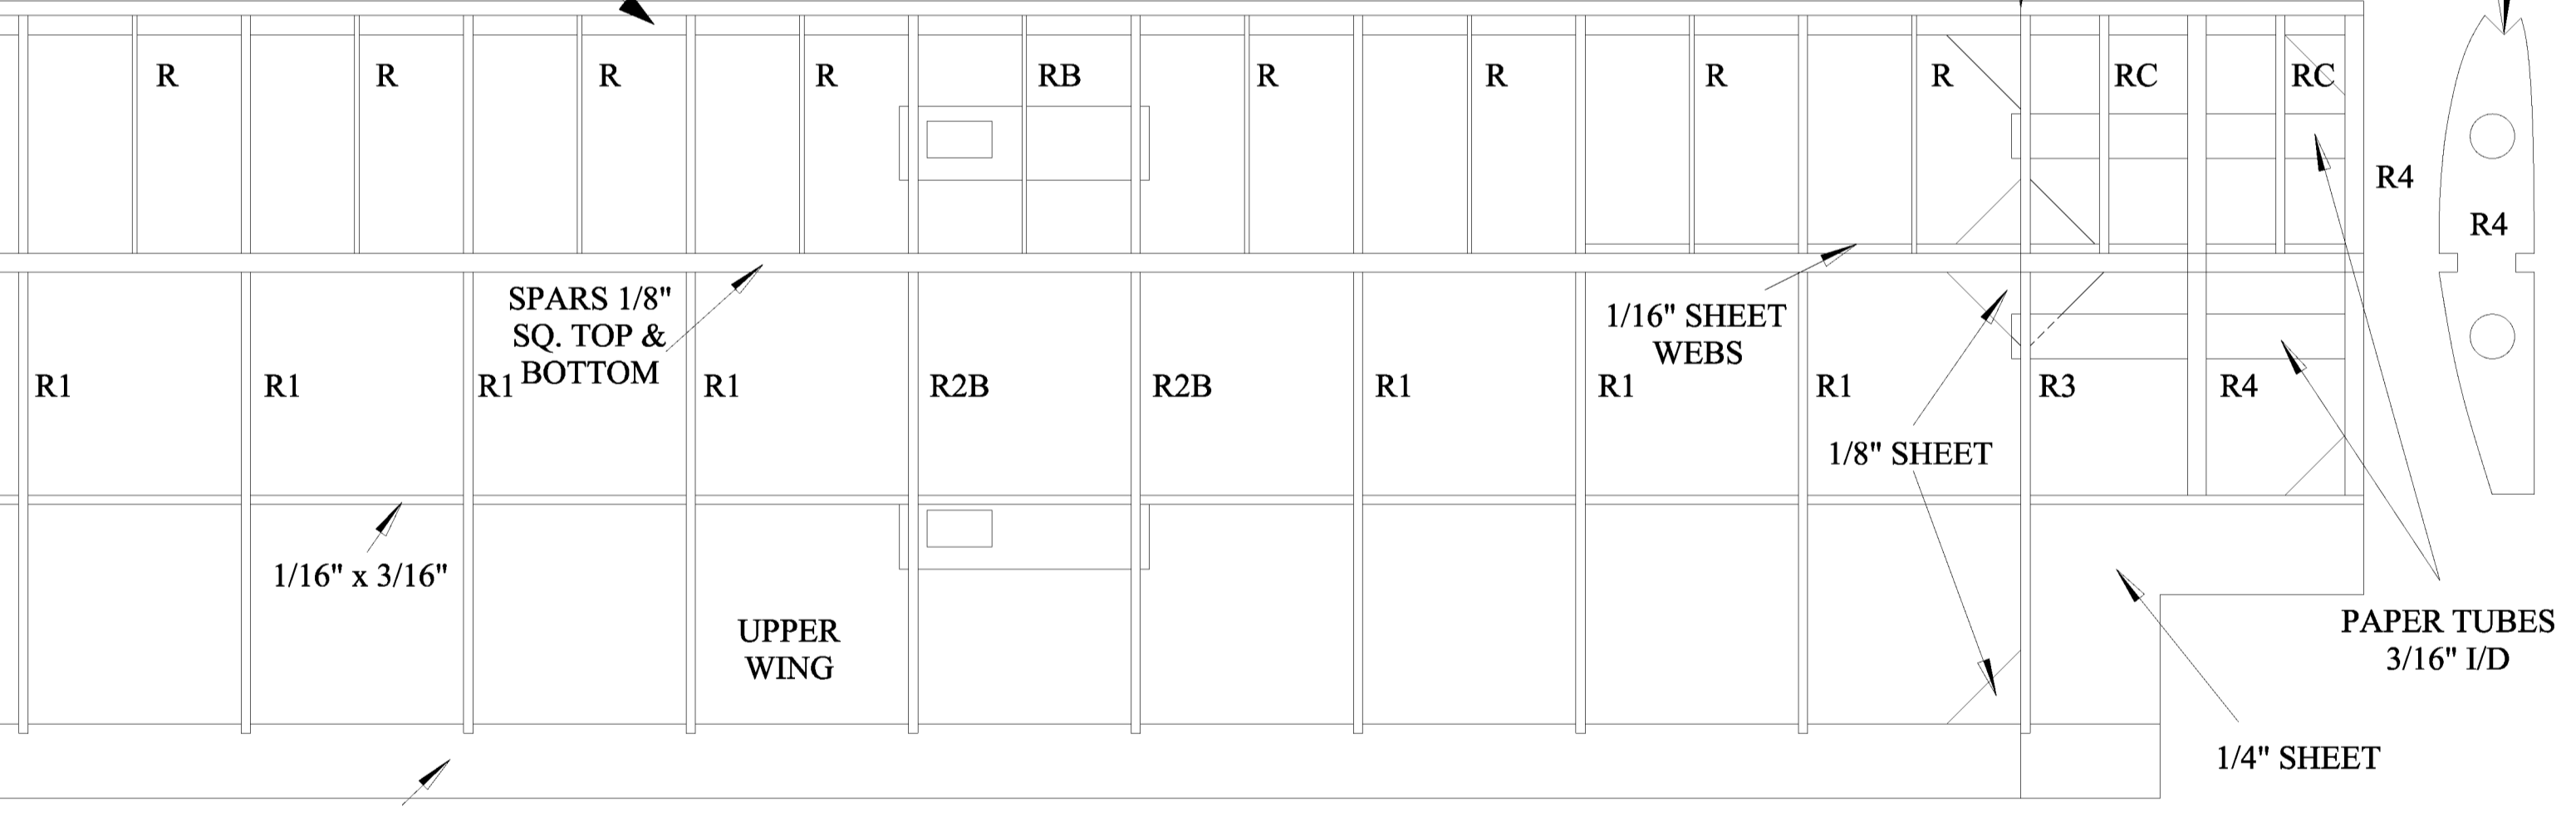 R
R
R
R
RB
R
R
R
R
RC
RC
R4
R4
SPARS 1/8"
SQ. TOP &
BOTTOM
1/16" SHEET
WEBS
R1
R1
R1
R1
R2B
R2B
R1
R1
R1
R3
R4
1/8" SHEET
1/16" x 3/16"
UPPER
WING
PAPER TUBES
3/16" I/D
1/4" SHEET